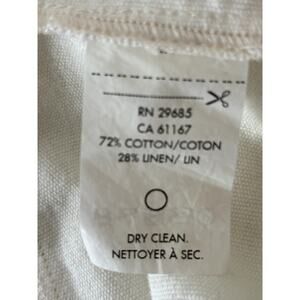 RN 29685
CA 61167
72% COTTON/COTON
28% LINEN/ LIN
DRY CLEAN.
NETTOYER À SEC.